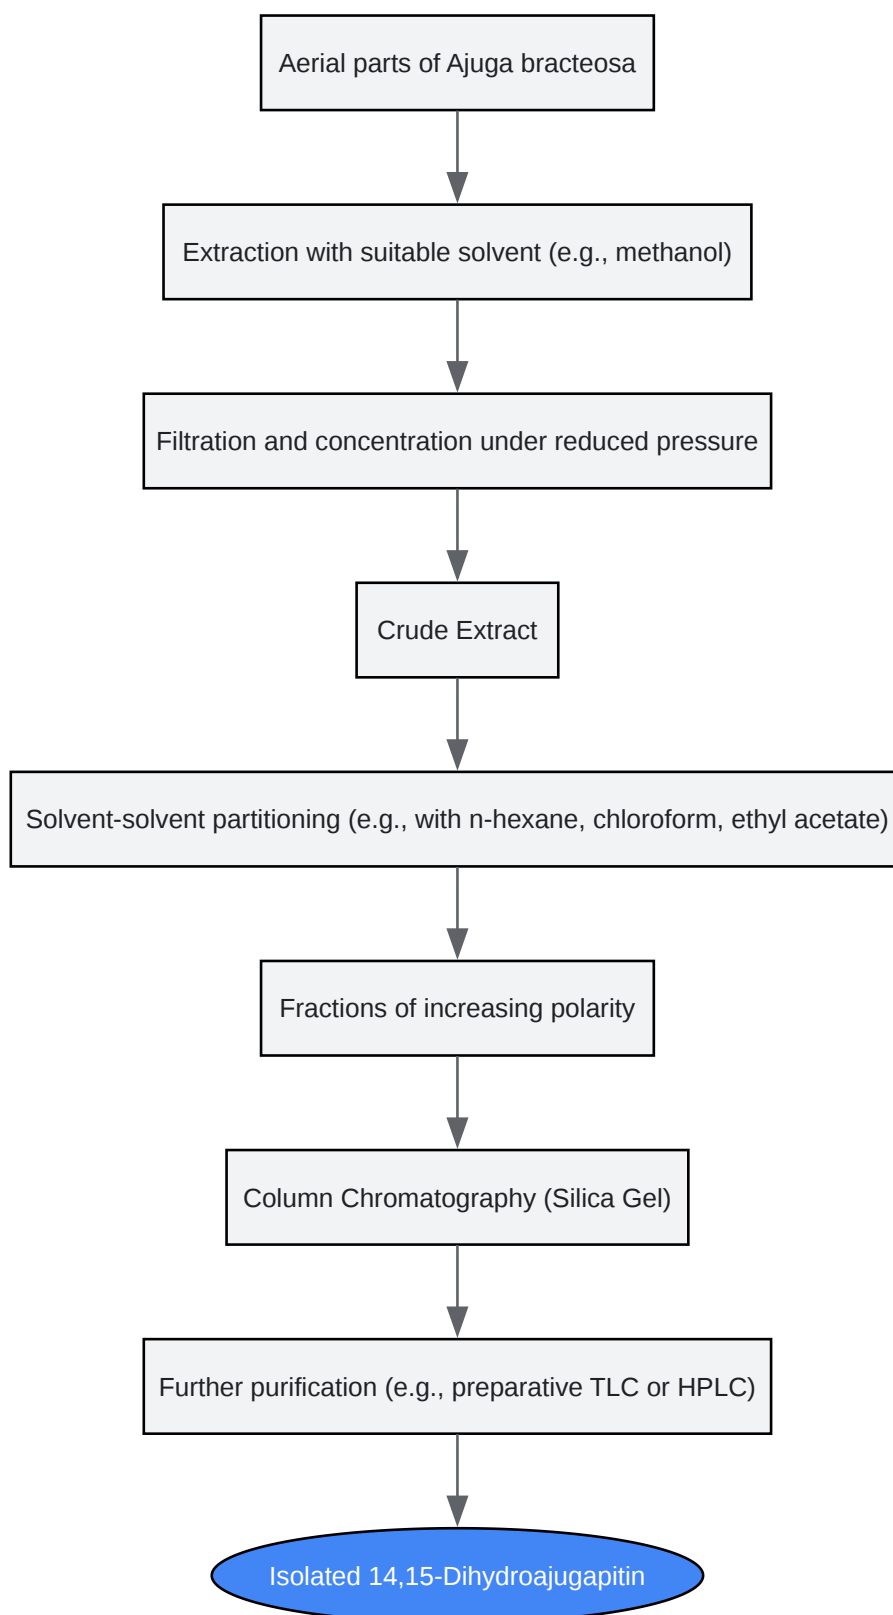 Aerial parts of Ajuga bracteosa
Extraction with suitable solvent (e.g., methanol)
Filtration and concentration under reduced pressure
Crude Extract
Solvent-solvent partitioning (e.g., with n-hexane, chloroform, ethyl acetate)
Fractions of increasing polarity
Column Chromatography (Silica Gel)
Further purification (e.g., preparative TLC or HPLC)
Isolated 14,15-Dihydroajugapitin